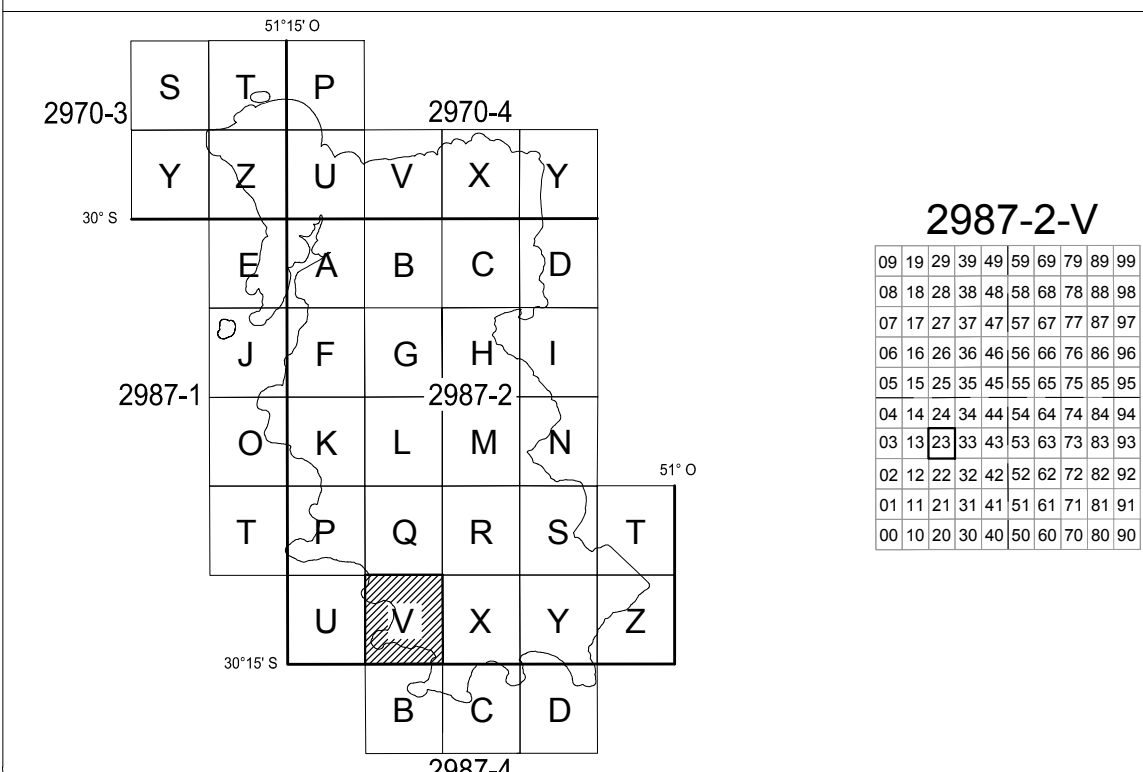 51°15' O
S T P
2970-3 2970-4
Y Z U V X Y
30° S
E A B C D
J F G H I
2987-1 2987-2
O K L M N
51° O
T P Q R S T
U V X Y Z
30°15' S
B C D
2987-4
2987-2-V
09 19 29 39 49 59 69 79 89 99
08 18 28 38 48 58 68 78 88 98
07 17 27 37 47 57 67 77 87 97
06 16 26 36 46 56 66 76 86 96
05 15 25 35 45 55 65 75 85 95
04 14 24 34 44 54 64 74 84 94
03 13 23 33 43 53 63 73 83 93
02 12 22 32 42 52 62 72 82 92
01 11 21 31 41 51 61 71 81 91
00 10 20 30 40 50 60 70 80 90